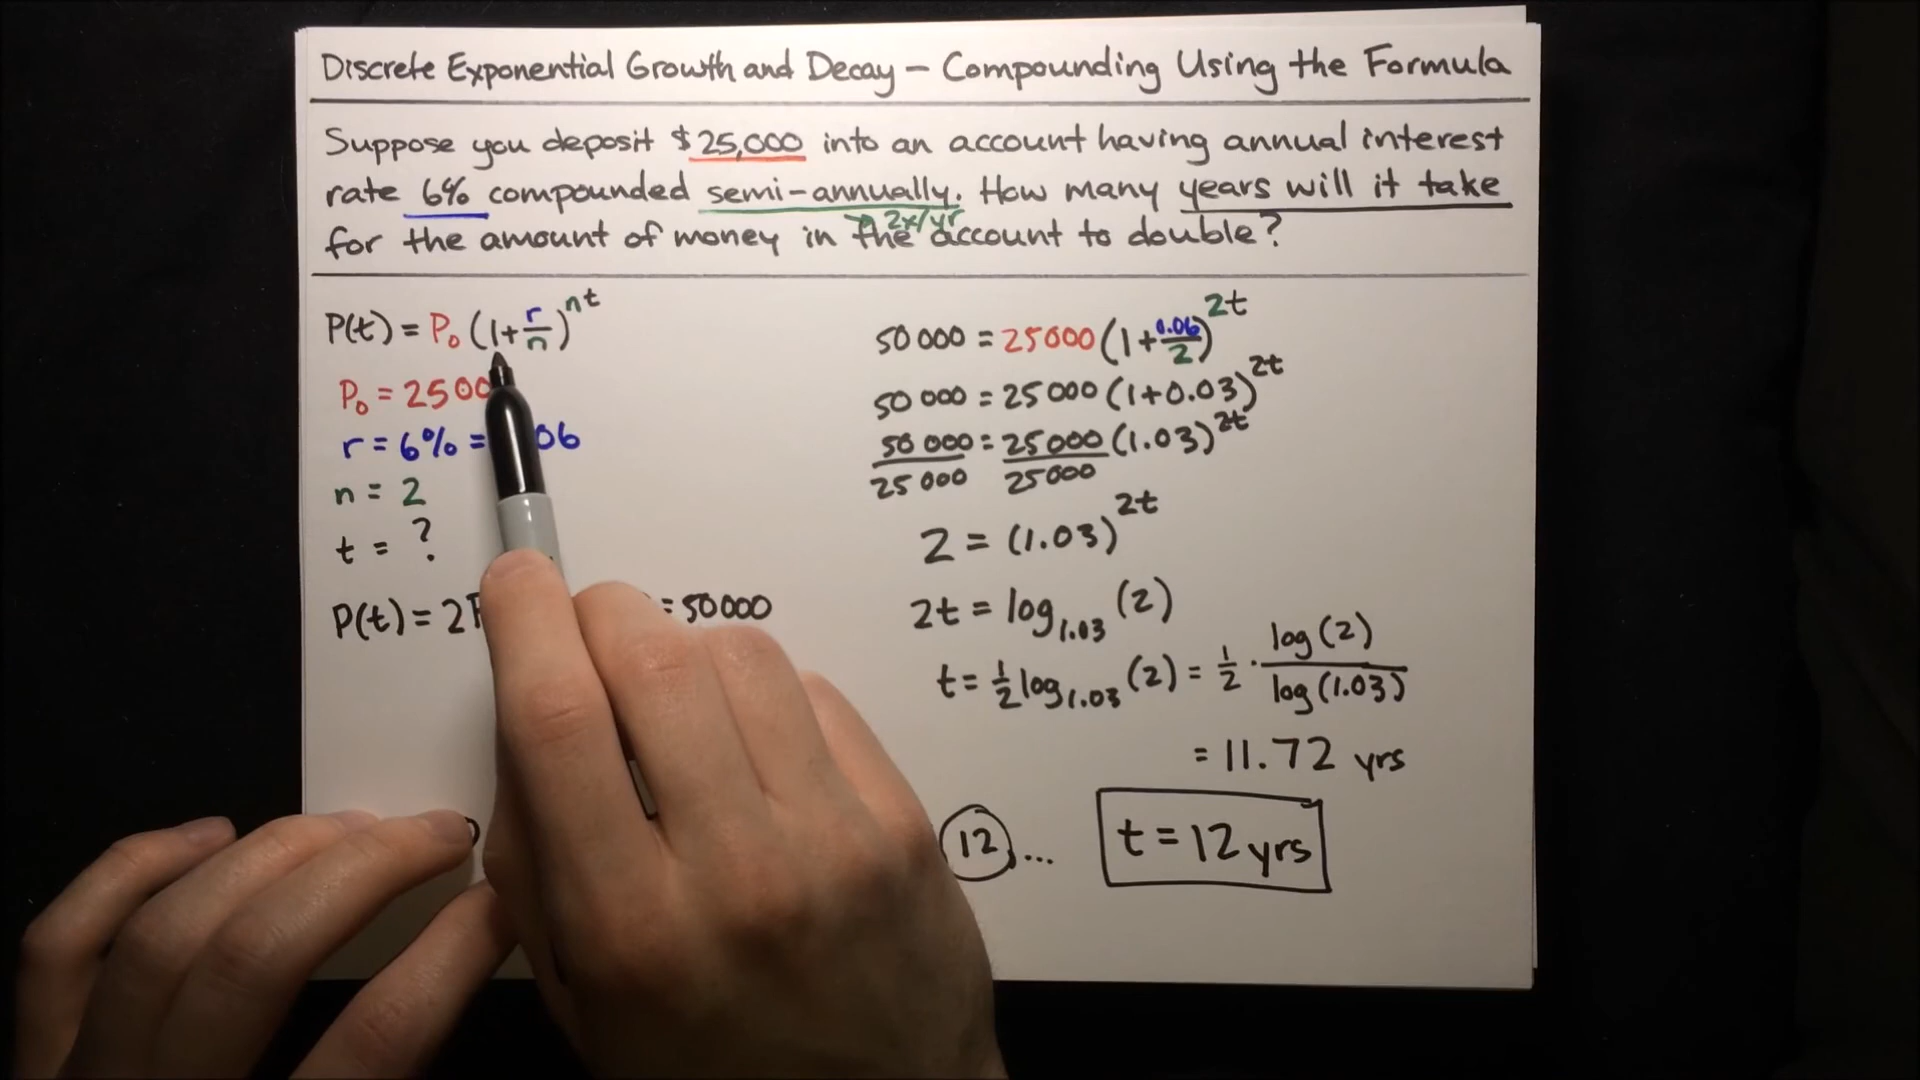 Discrete Exponential Growth and Decay – Compounding Using the Formula
Suppose you deposit $25,000 into an account having annual interest
rate 6% compounded semi-annually. How many years will it take
→ 2x/yr
for the amount of money in the account to double?
P(t) = P₀(1+r/n)^nt
P₀ = 2500
r = 6% = 06
n = 2
t = ?
P(t) = 2P = 50000
50000 = 25000(1+0.06/2)^2t
50000 = 25000(1+0.03)^2t
50000/25000 = 25000/25000 (1.03)^2t
2 = (1.03)^2t
2t = log₁.₀₃(2)
t = 1/2 log₁.₀₃(2) = 1/2 · log(2)/log(1.03)
= 11.72 yrs
12 ...
t = 12 yrs